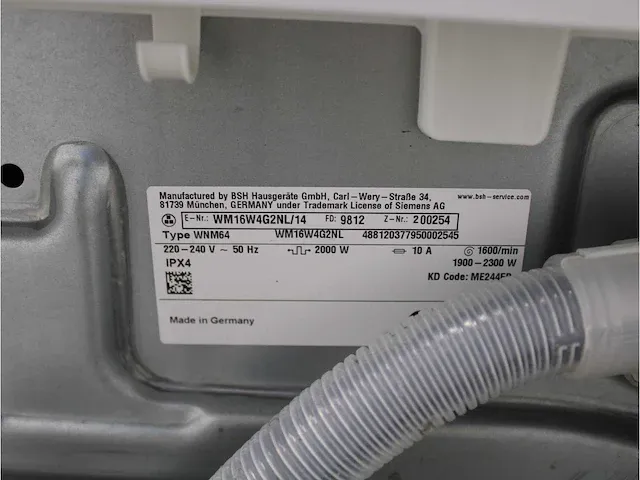 Manufactured by BSH Hausgeräte GmbH, Carl-Wery-Straße 34, www.bsh-service.com
81739 München, GERMANY under Trademark License of Siemens AG
E-Nr.: WM16W4G2NL/14 FD: 9812 Z-Nr.: 200254
Type WNM64 WM16W4G2NL 488120377950002545
220-240 V ~ 50 Hz 2000 W 10 A 1600/min
IPX4 1900-2300 W
KD Code:
Made in Germany